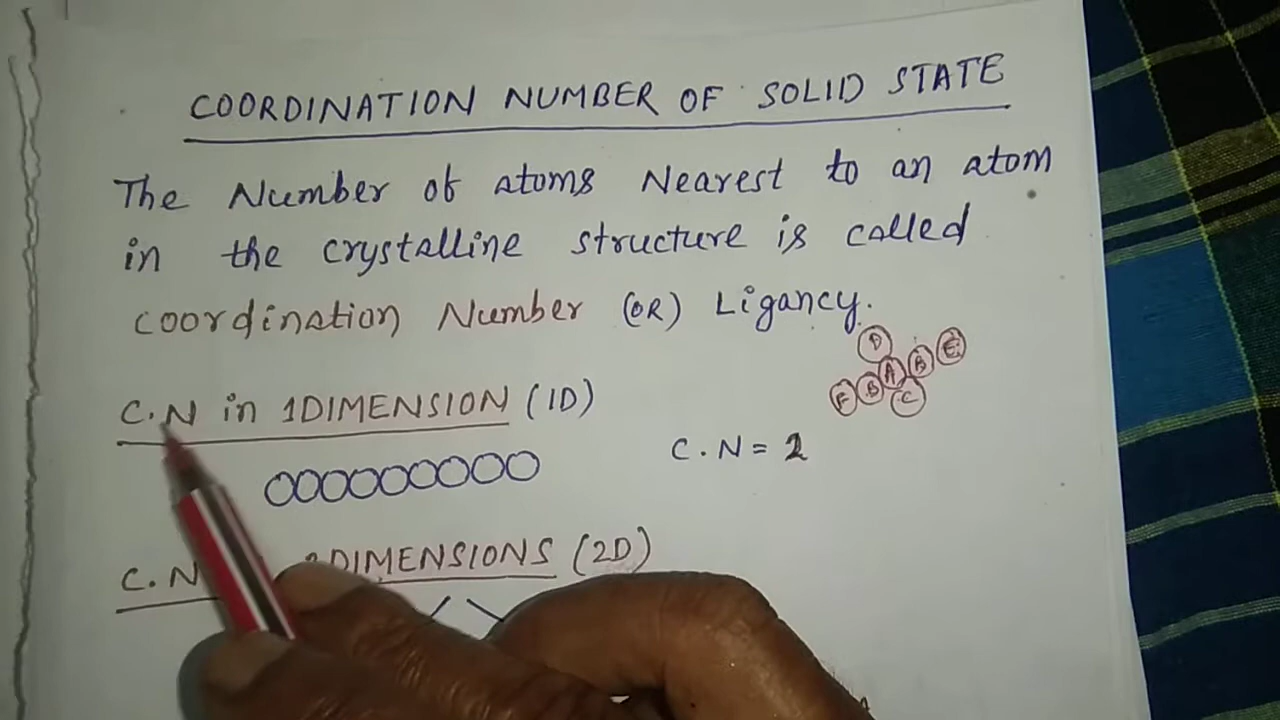 COORDINATION NUMBER OF SOLID STATE
The Number of atoms Nearest to an atom
in the crystalline structure is called
coordination Number (OR) Ligancy.
D
A B E
F B C
C.N in 1DIMENSION (1D)
C.N = 2
C.N DIMENSIONS (2D)